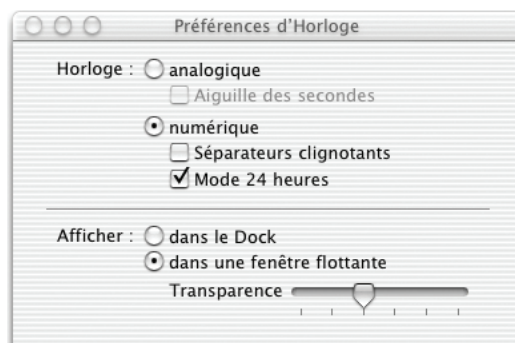 Préférences d'Horloge
Horloge : analogique
Aiguille des secondes
numérique
Séparateurs clignotants
Mode 24 heures
Afficher : dans le Dock
dans une fenêtre flottante
Transparence